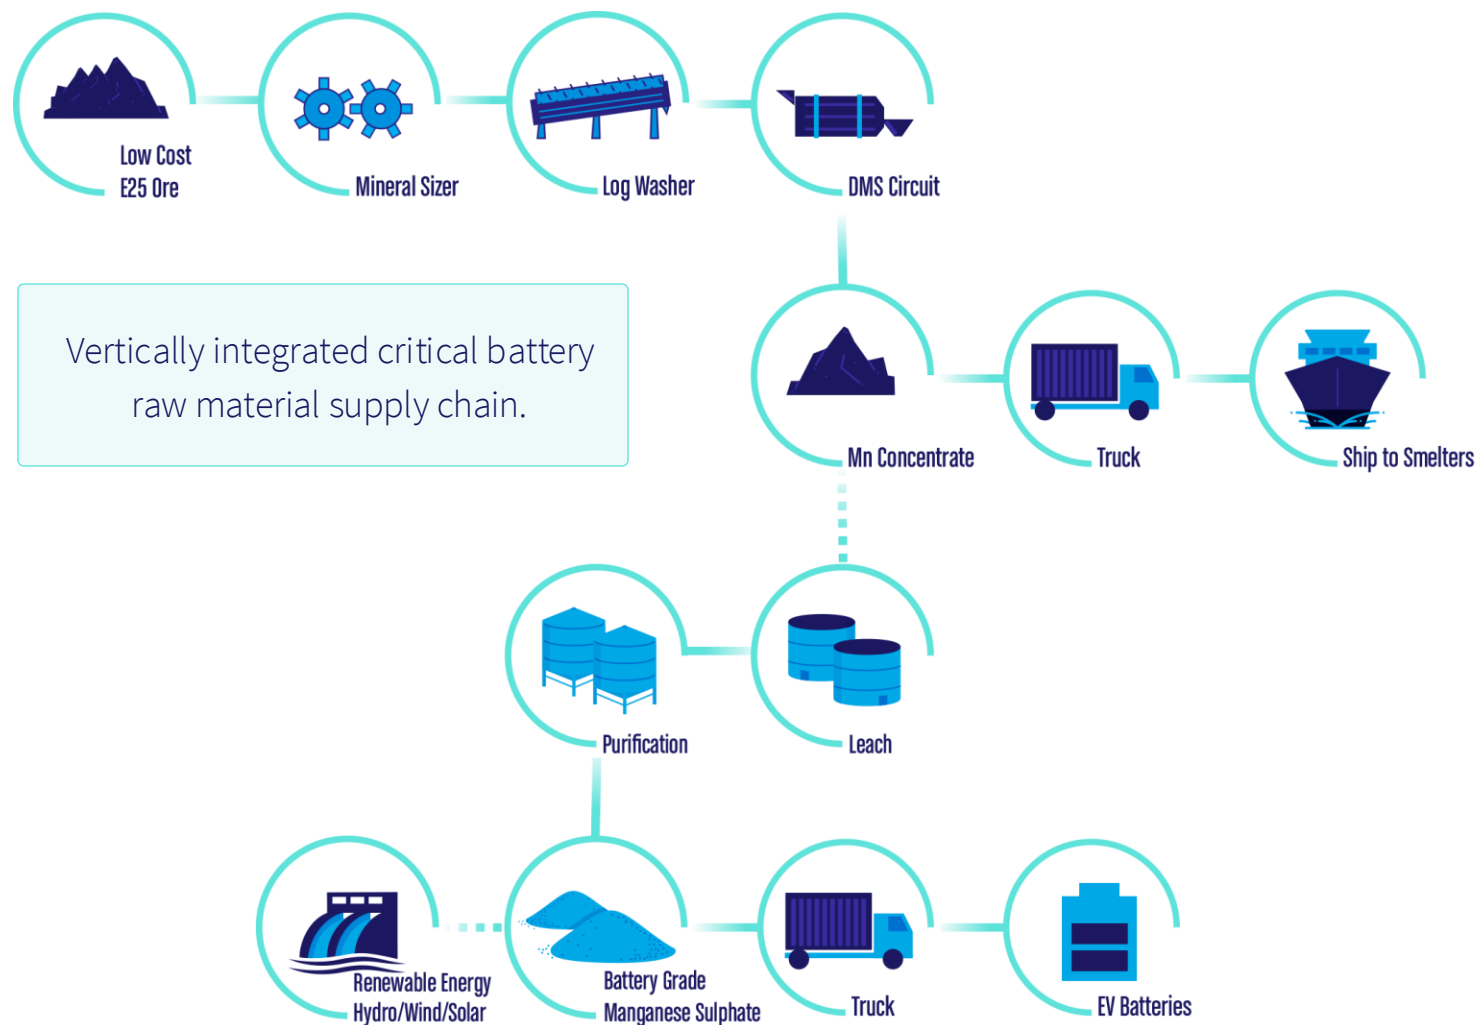 Low Cost
E25 Ore
Mineral Sizer
Log Washer
DMS Circuit
Vertically integrated critical battery
raw material supply chain.
Mn Concentrate
Truck
Ship to Smelters
Purification
Leach
Renewable Energy
Hydro/Wind/Solar
Battery Grade
Manganese Sulphate
Truck
EV Batteries